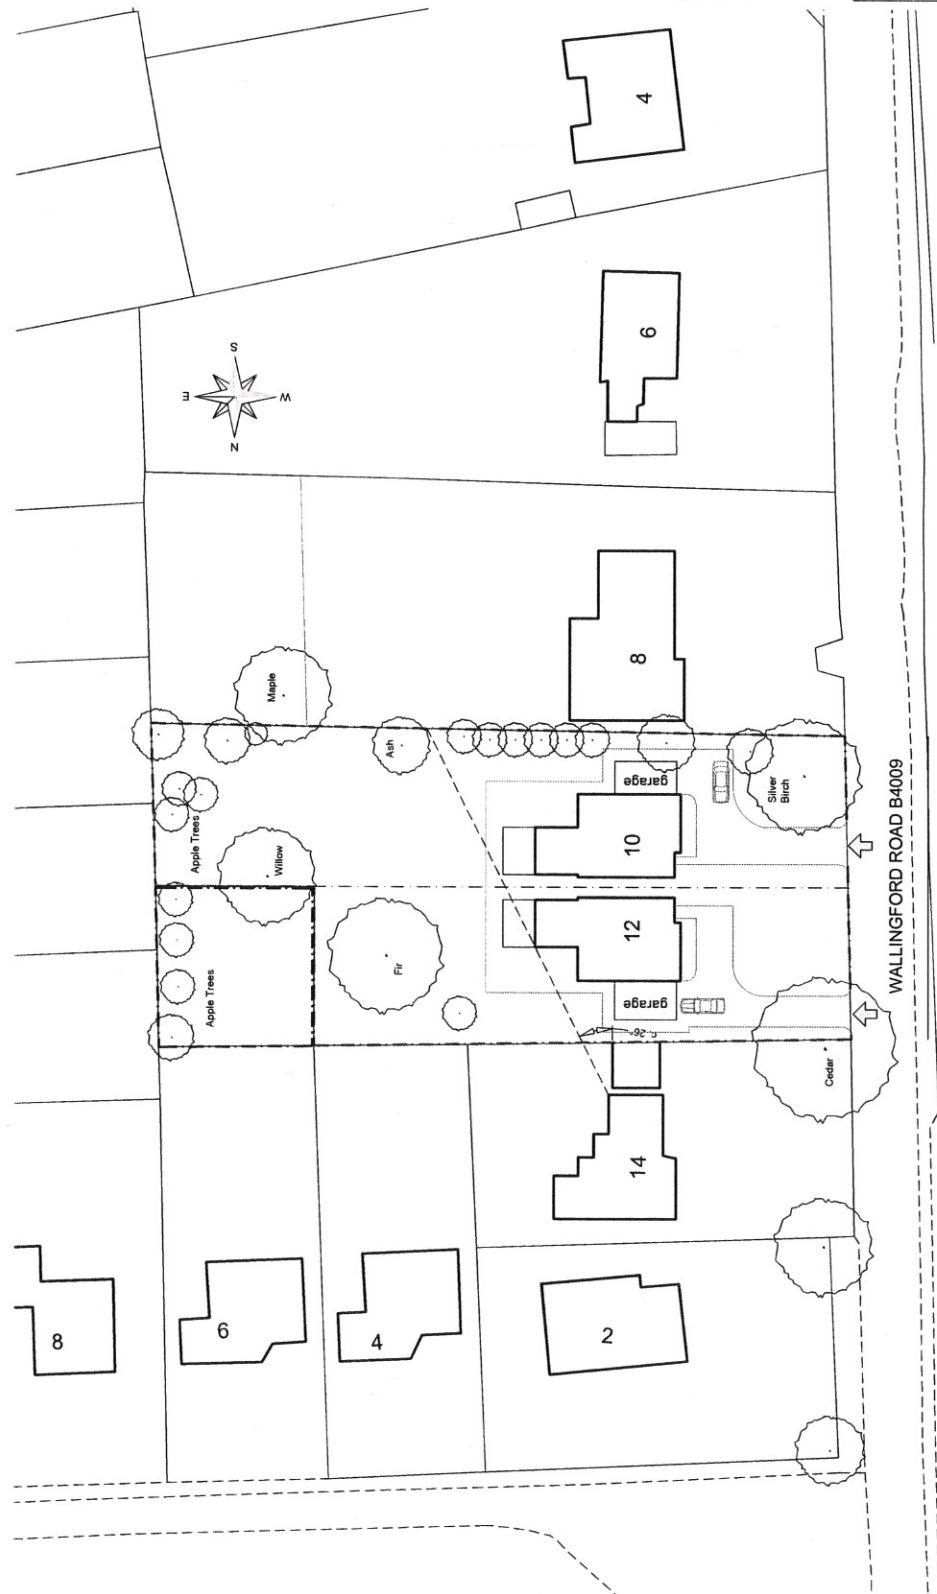 4
6
S
E
W
N
8
Maple
Ash
garage
Silver
Birch
Apple Trees
Willow
10
12
Fir
Apple Trees
garage
Cedar
14
WALLINGFORD ROAD B4009
8
6
4
2